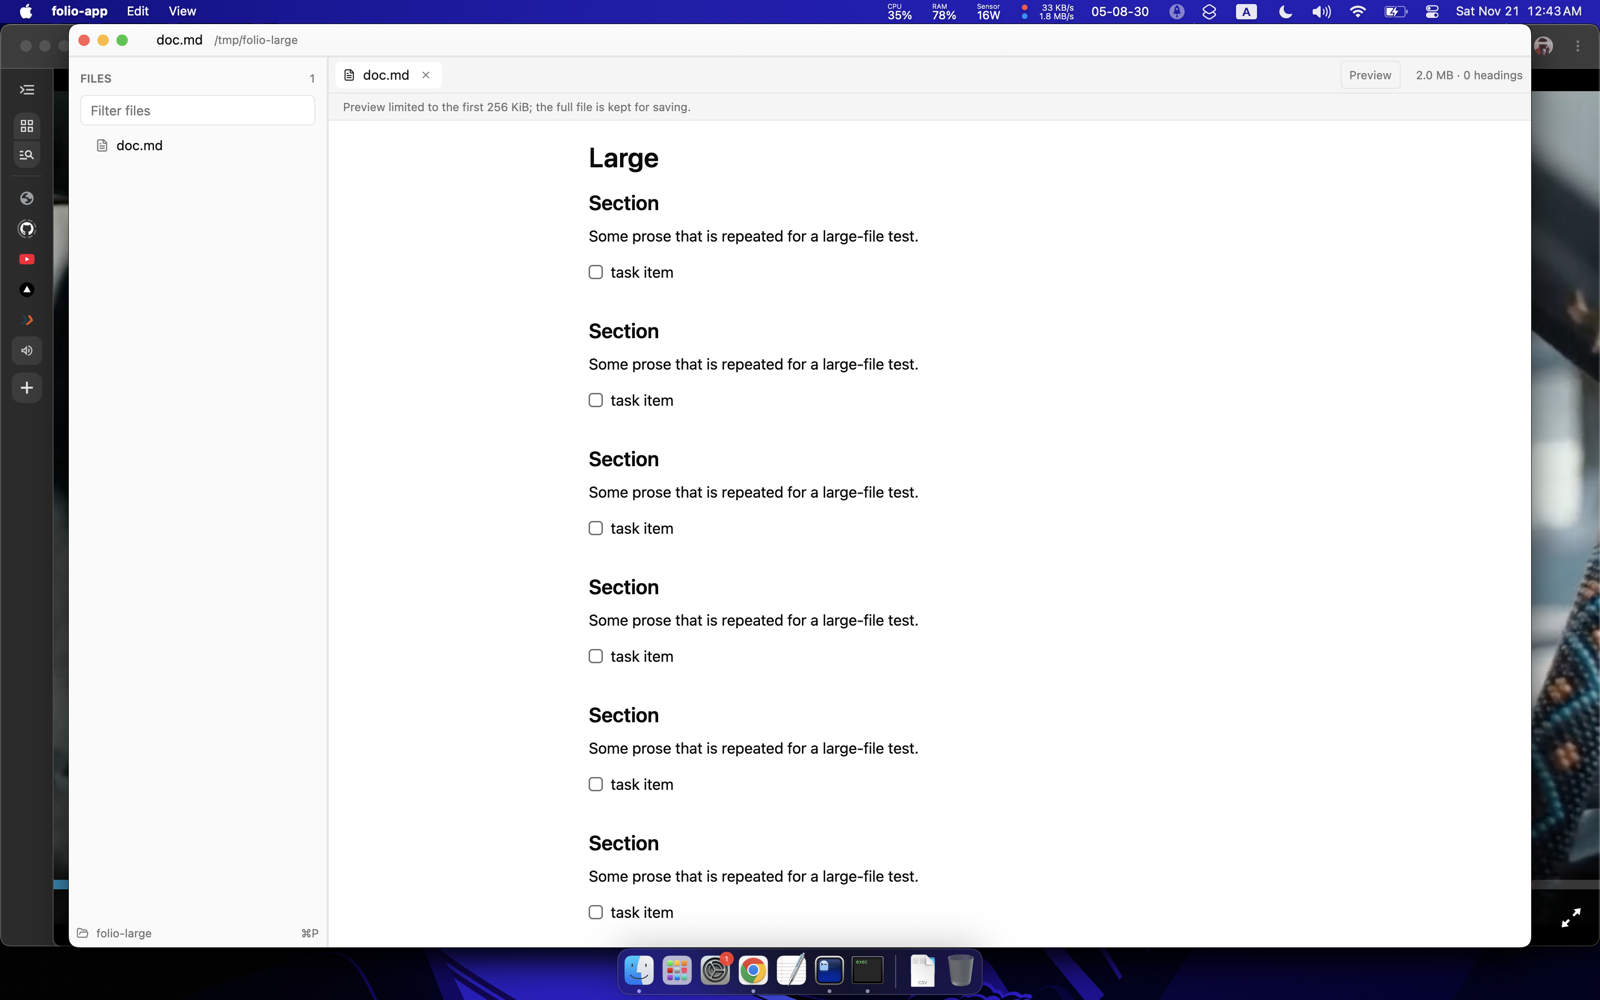 folio-app Edit View
CPU 35% RAM 78% Sensor 16W 33 KB/s 1.8 MB/s 05-08-30 A Sat Nov 21 12:43 AM
doc.md /tmp/folio-large
FILES 1
Filter files
doc.md
doc.md ×
Preview 2.0 MB · 0 headings
Preview limited to the first 256 KiB; the full file is kept for saving.
Large
Section
Some prose that is repeated for a large-file test.
task item
Section
Some prose that is repeated for a large-file test.
task item
Section
Some prose that is repeated for a large-file test.
task item
Section
Some prose that is repeated for a large-file test.
task item
Section
Some prose that is repeated for a large-file test.
task item
Section
Some prose that is repeated for a large-file test.
task item
folio-large ⌘P
1
exec
CSV